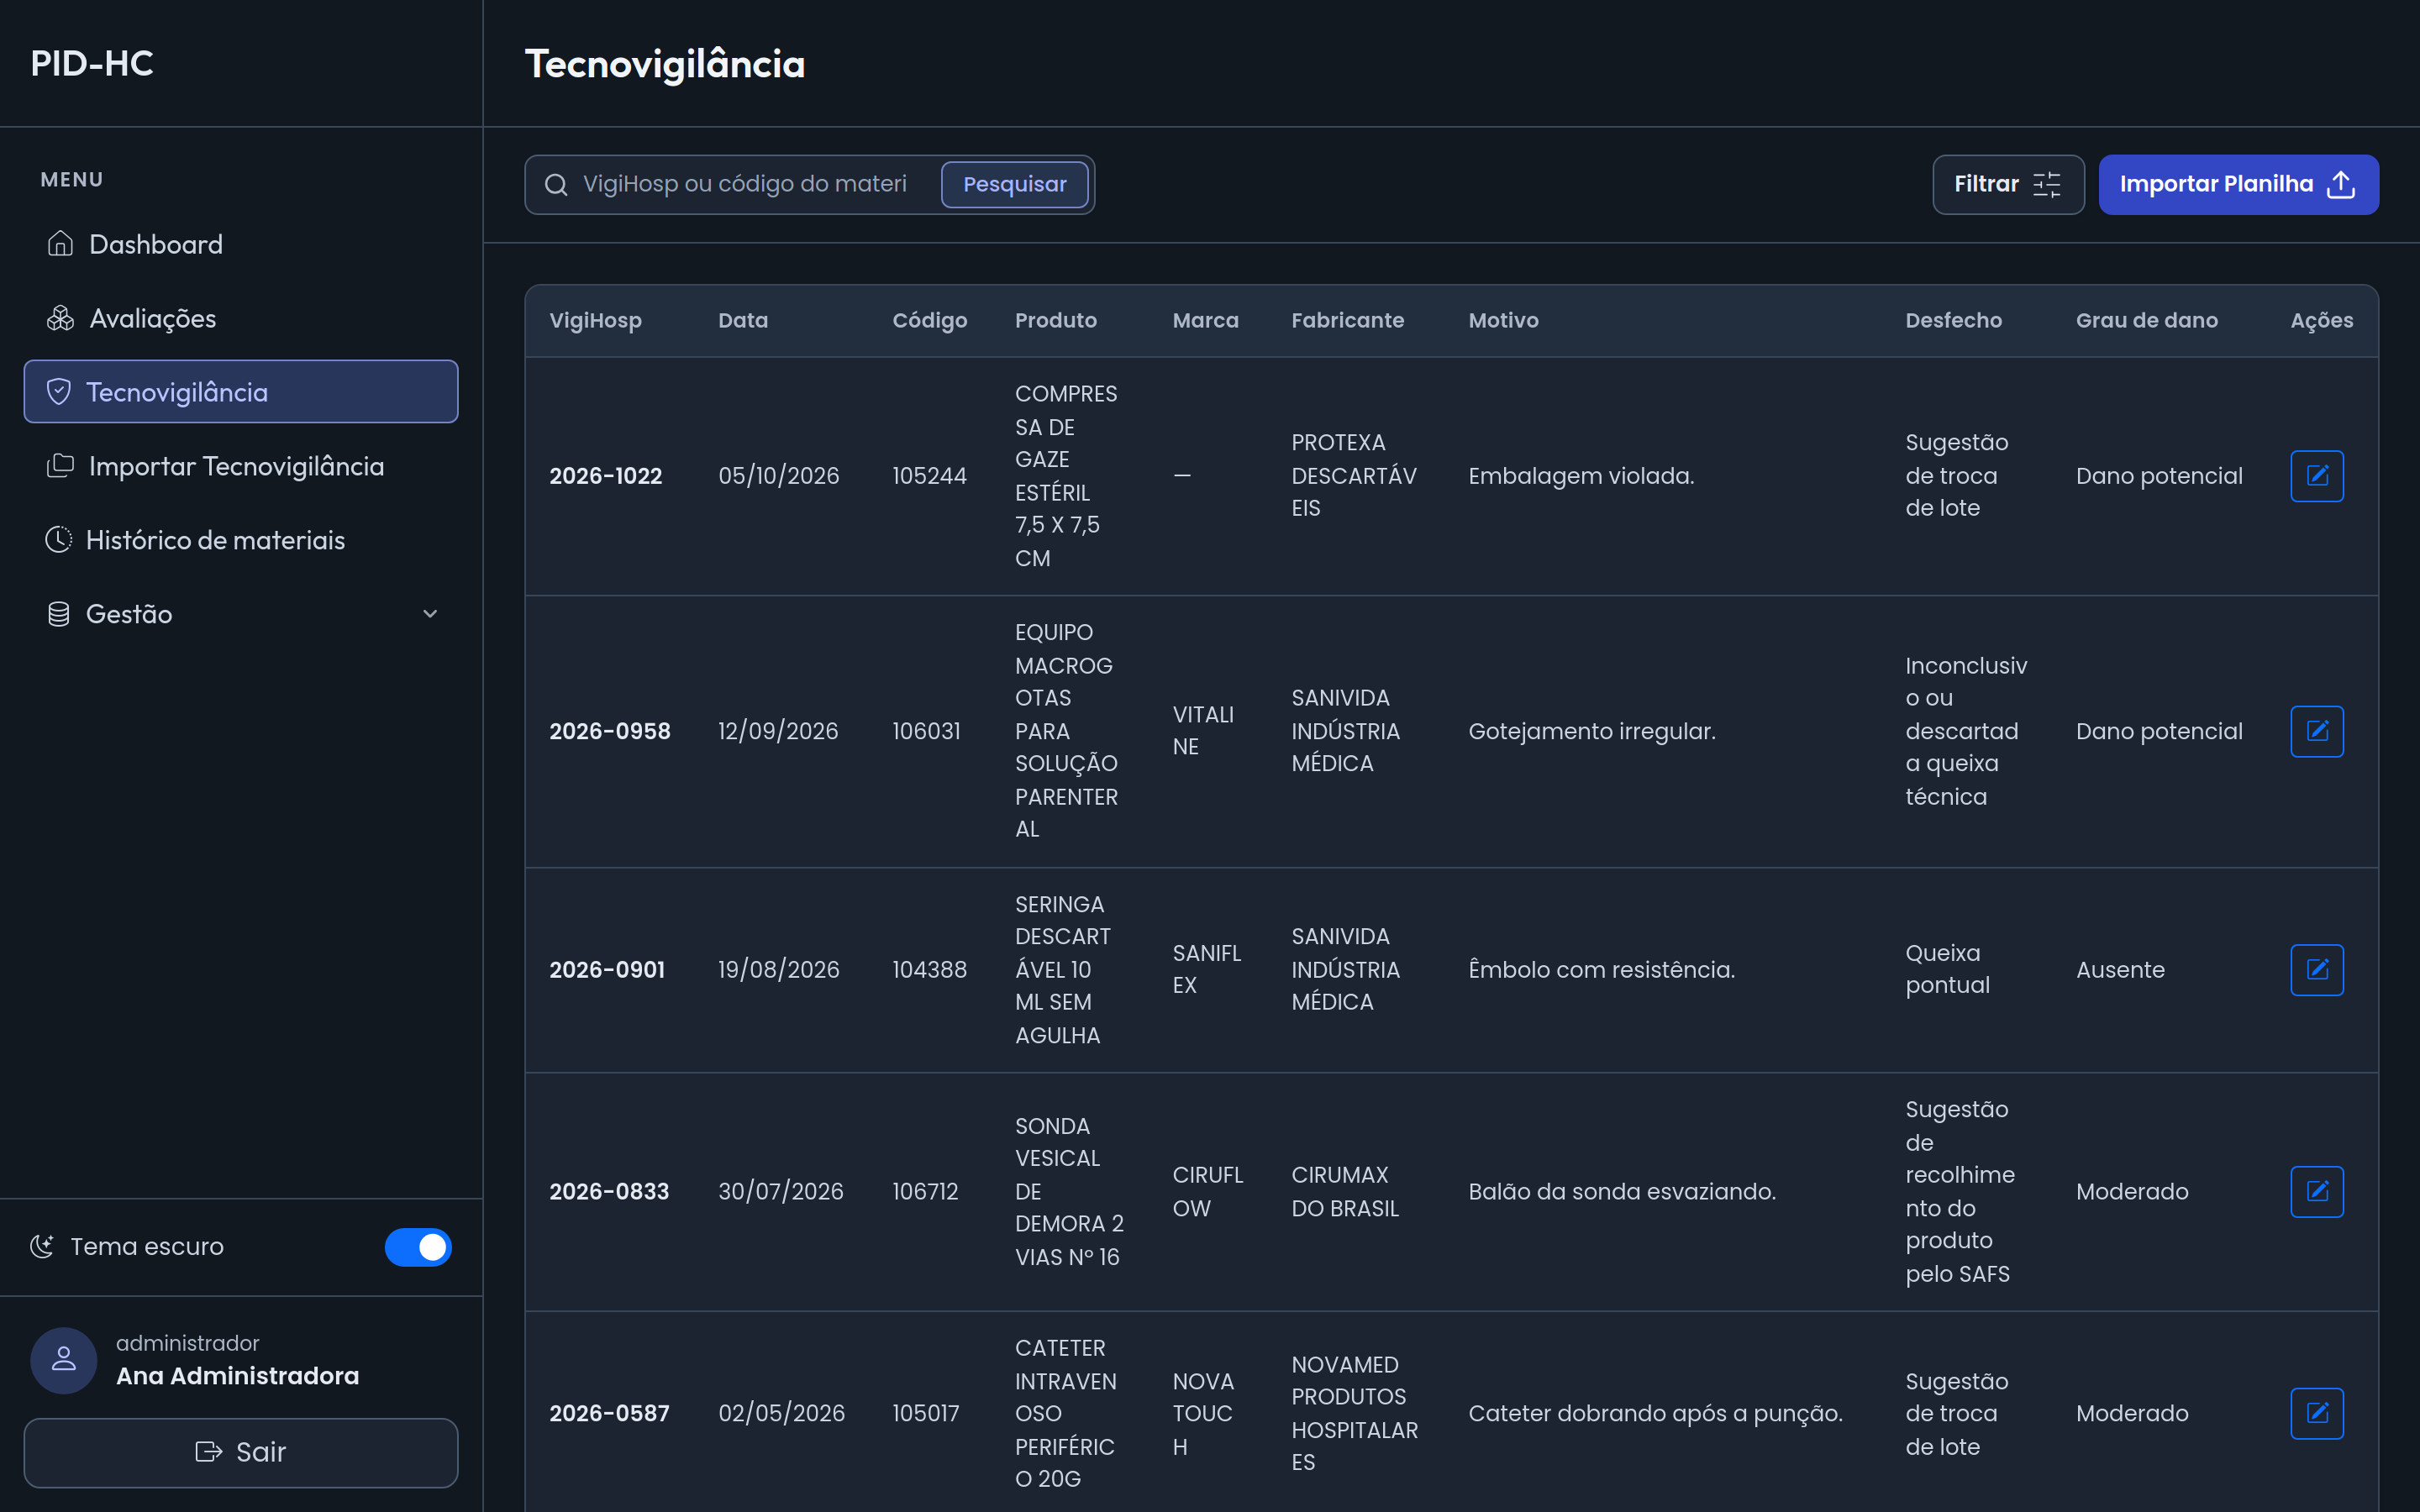 PID-HC
Tecnovigilância
MENU
Dashboard
Avaliações
Tecnovigilância
Importar Tecnovigilância
Histórico de materiais
Gestão
Tema escuro
administrador
Ana Administradora
Sair
VigiHosp ou código do materi
Pesquisar
Filtrar
Importar Planilha
VigiHosp Data Código Produto Marca Fabricante Motivo Desfecho Grau de dano Ações
2026-1022
05/10/2026
105244
COMPRES
SA DE
GAZE
ESTÉRIL
7,5 X 7,5
CM
—
PROTEXA
DESCARTÁV
EIS
Embalagem violada.
Sugestão
de troca
de lote
Dano potencial
2026-0958
12/09/2026
106031
EQUIPO
MACROG
OTAS
PARA
SOLUÇÃO
PARENTER
AL
VITALI
NE
SANIVIDA
INDÚSTRIA
MÉDICA
Gotejamento irregular.
Inconclusiv
o ou
descartad
a queixa
técnica
Dano potencial
2026-0901
19/08/2026
104388
SERINGA
DESCART
ÁVEL 10
ML SEM
AGULHA
SANIFL
EX
SANIVIDA
INDÚSTRIA
MÉDICA
Êmbolo com resistência.
Queixa
pontual
Ausente
2026-0833
30/07/2026
106712
SONDA
VESICAL
DE
DEMORA 2
VIAS Nº 16
CIRUFL
OW
CIRUMAX
DO BRASIL
Balão da sonda esvaziando.
Sugestão
de
recolhime
nto do
produto
pelo SAFS
Moderado
2026-0587
02/05/2026
105017
CATETER
INTRAVEN
OSO
PERIFÉRIC
O 20G
NOVA
TOUC
H
NOVAMED
PRODUTOS
HOSPITALAR
ES
Cateter dobrando após a punção.
Sugestão
de troca
de lote
Moderado